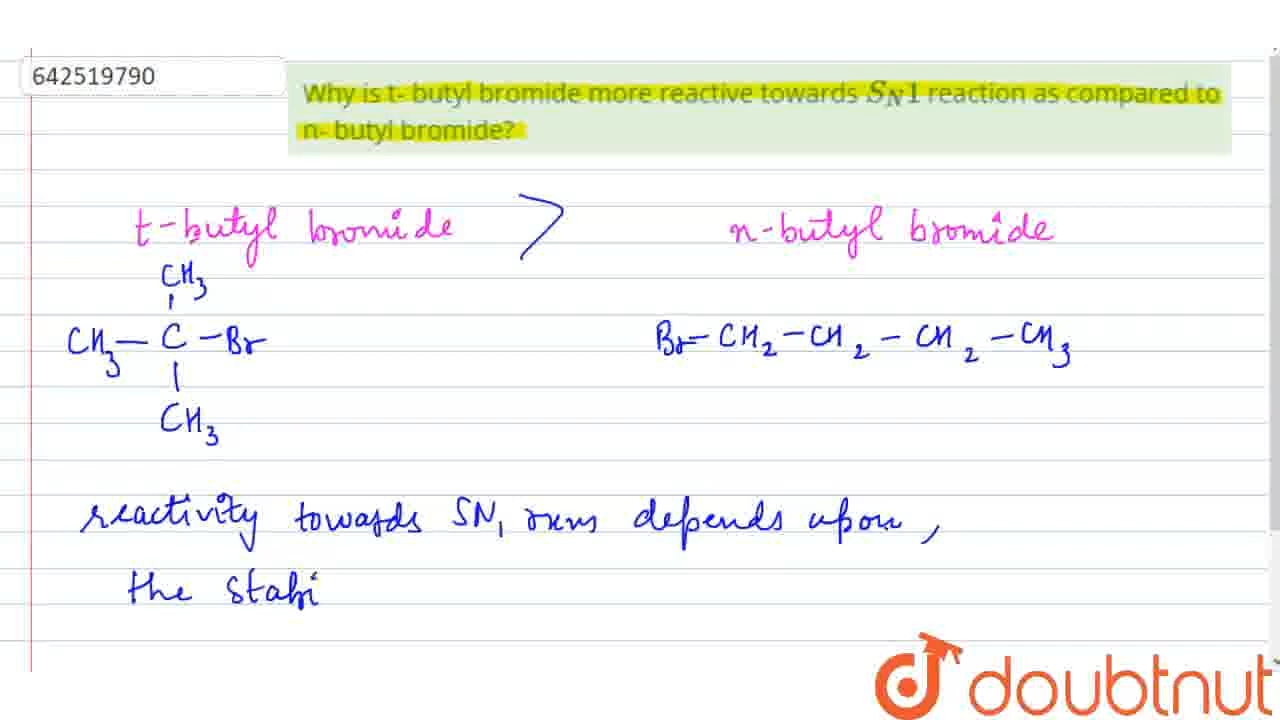 642519790
Why is t- butyl bromide more reactive towards S_N1 reaction as compared to
n- butyl bromide?
t-butyl bromide > n-butyl bromide
CH₃
CH₃—C—Br
CH₃
Br—CH₂—CH₂—CH₂—CH₃
reactivity towards SN₁ rxns depends upon,
the stabi
doubtnut